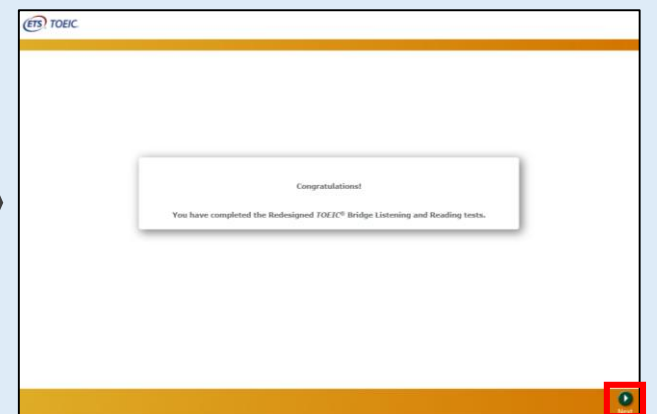 ETS TOEIC.
Congratulations!
You have completed the Redesigned TOEIC® Bridge Listening and Reading tests.
Next